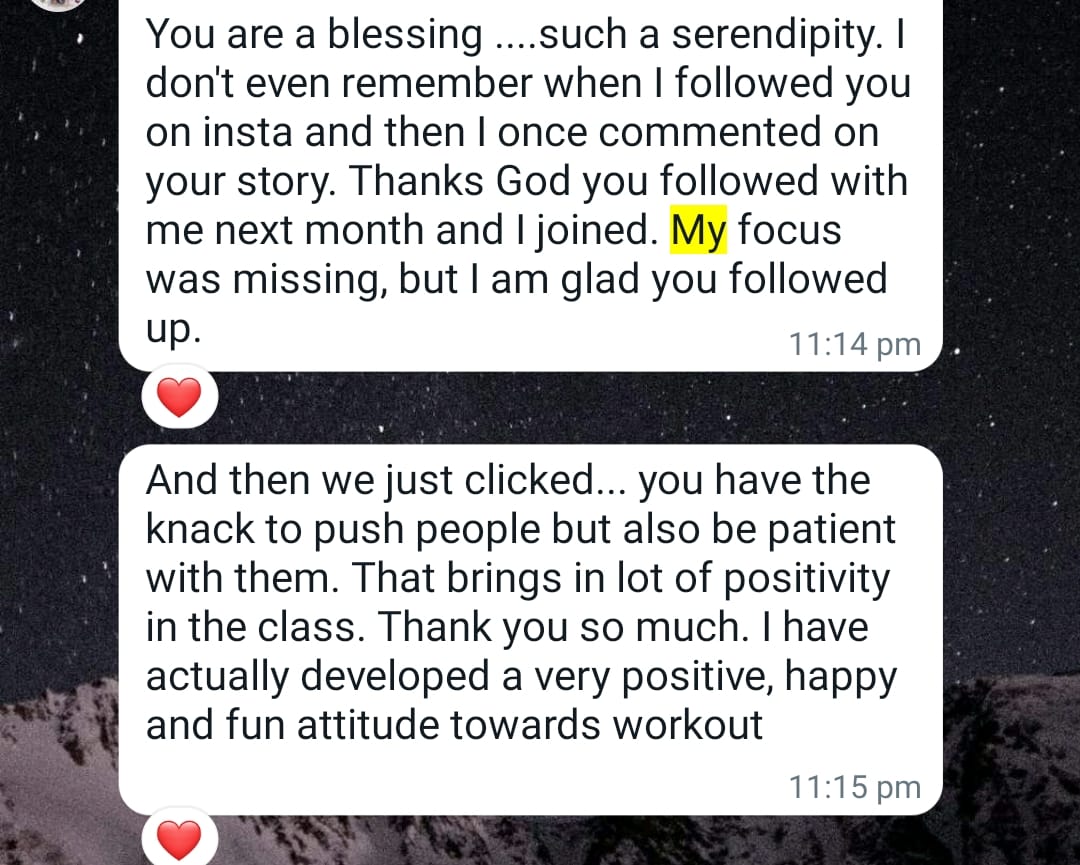 You are a blessing ....such a serendipity. I
don't even remember when I followed you
on insta and then I once commented on
your story. Thanks God you followed with
me next month and I joined. My focus
was missing, but I am glad you followed
up.
11:14 pm
And then we just clicked... you have the
knack to push people but also be patient
with them. That brings in lot of positivity
in the class. Thank you so much. I have
actually developed a very positive, happy
and fun attitude towards workout
11:15 pm